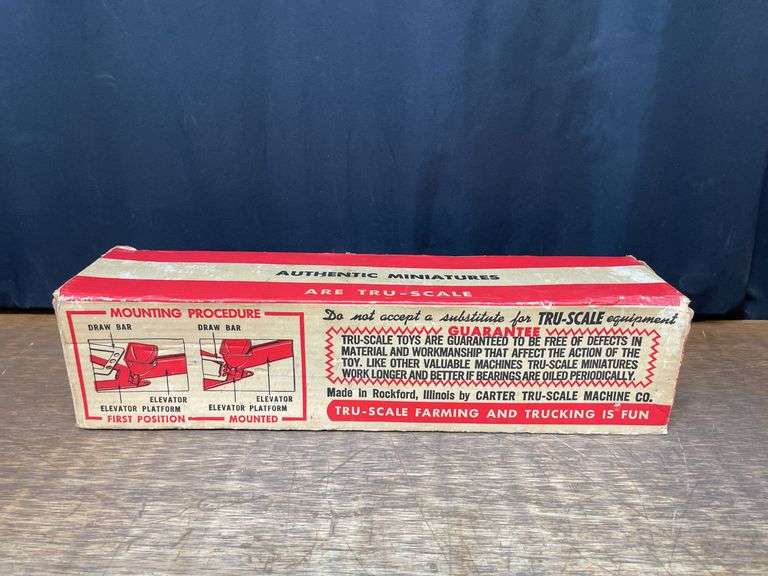 AUTHENTIC MINIATURES
ARE TRU-SCALE
MOUNTING PROCEDURE
DRAW BAR DRAW BAR
ELEVATOR ELEVATOR
ELEVATOR PLATFORM ELEVATOR PLATFORM
FIRST POSITION MOUNTED
Do not accept a substitute for TRU-SCALE equipment
GUARANTEE
TRU-SCALE TOYS ARE GUARANTEED TO BE FREE OF DEFECTS IN
MATERIAL AND WORKMANSHIP THAT AFFECT THE ACTION OF THE
TOY. LIKE OTHER VALUABLE MACHINES TRU-SCALE MINIATURES
WORK LONGER AND BETTER IF BEARINGS ARE OILED PERIODICALLY.
Made in Rockford, Illinois by CARTER TRU-SCALE MACHINE CO.
TRU-SCALE FARMING AND TRUCKING IS FUN